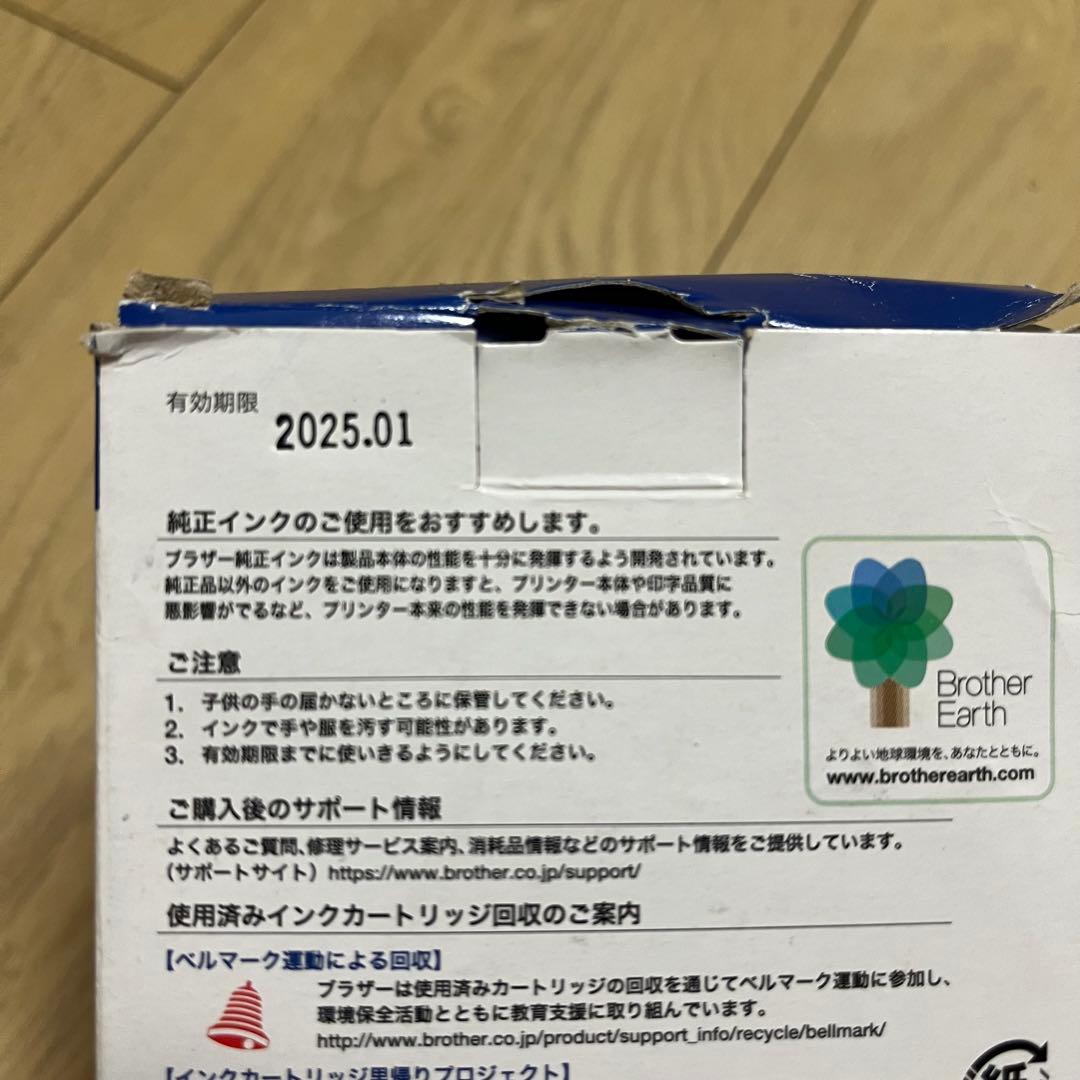 有効期限
2025.01
純正インクのご使用をおすすめします。
ブラザー純正インクは製品本体の性能を十分に発揮するよう開発されています。
純正品以外のインクをご使用になりますと、プリンター本体や印字品質に
悪影響がでるなど、プリンター本来の性能を発揮できない場合があります。
ご注意
1. 子供の手の届かないところに保管してください。
2. インクで手や服を汚す可能性があります。
3. 有効期限までに使いきるようにしてください。
Brother
Earth
よりよい地球環境を、あなたとともに。
www.brotherearth.com
ご購入後のサポート情報
よくあるご質問、修理サービス案内、消耗品情報などのサポート情報をご提供しています。
(サポートサイト) https://www.brother.co.jp/support/
使用済みインクカートリッジ回収のご案内
【ベルマーク運動による回収】
ブラザーは使用済みカートリッジの回収を通じてベルマーク運動に参加し、
環境保全活動とともに教育支援に取り組んでいます。
http://www.brother.co.jp/product/support_info/recycle/bellmark/
【インクカートリッジ里帰りプロジェクト】
紙